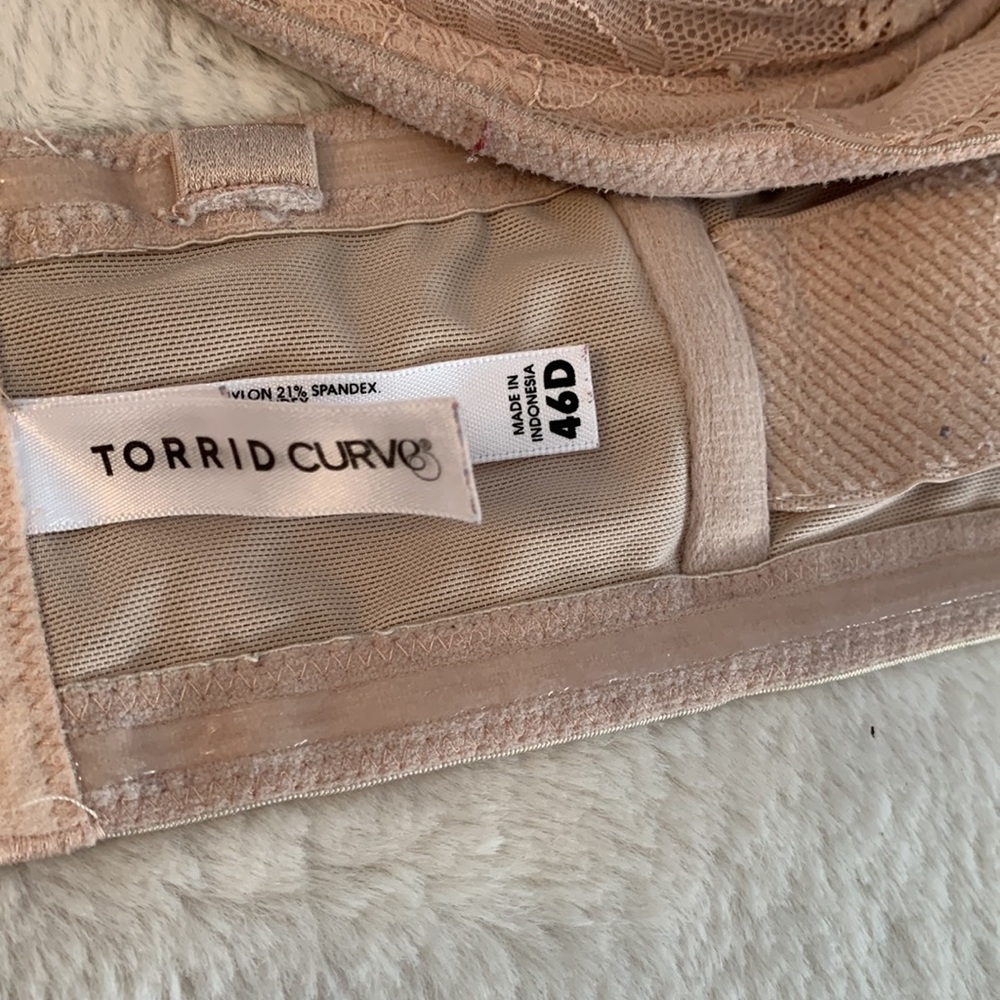 21% SPANDEX.
MADE IN
INDONESIA
46D
TORRID CURVE®